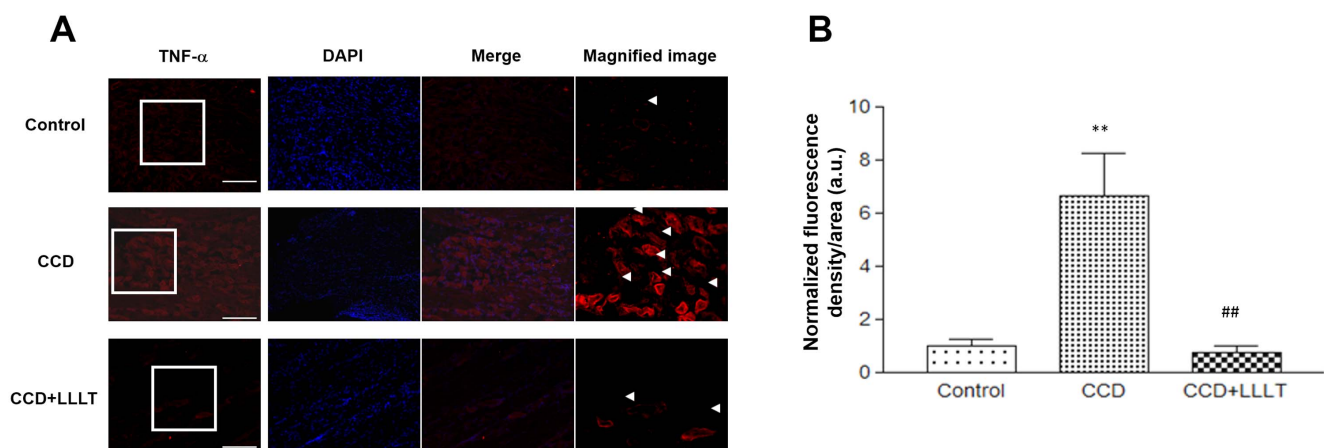 A
TNF-α DAPI Merge Magnified image
Control
CCD
CCD+LLLT
B
Normalized fluorescence
density/area (a.u.)
10
8
6
4
2
0
**
##
Control CCD CCD+LLLT